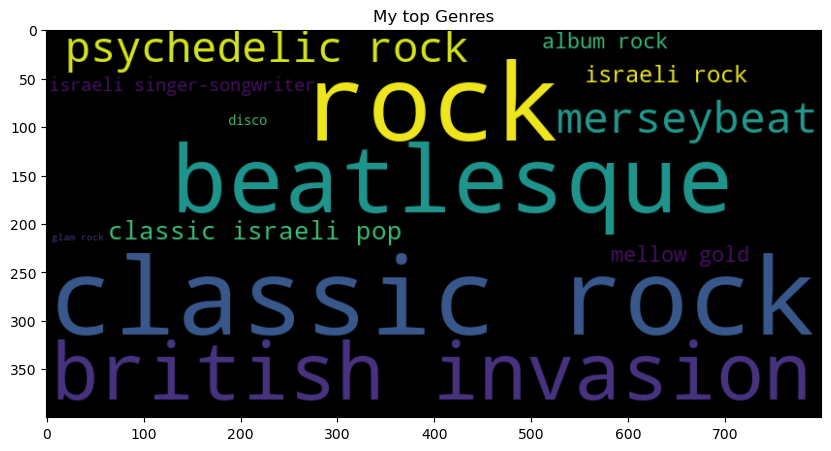 My top Genres
psychedelic rock
album rock
israeli singer-songwriter
israeli rock
rock
disco
merseybeat
beatlesque
glam rock
classic israeli pop
mellow gold
classic rock
british invasion
0
50
100
150
200
250
300
350
0 100 200 300 400 500 600 700